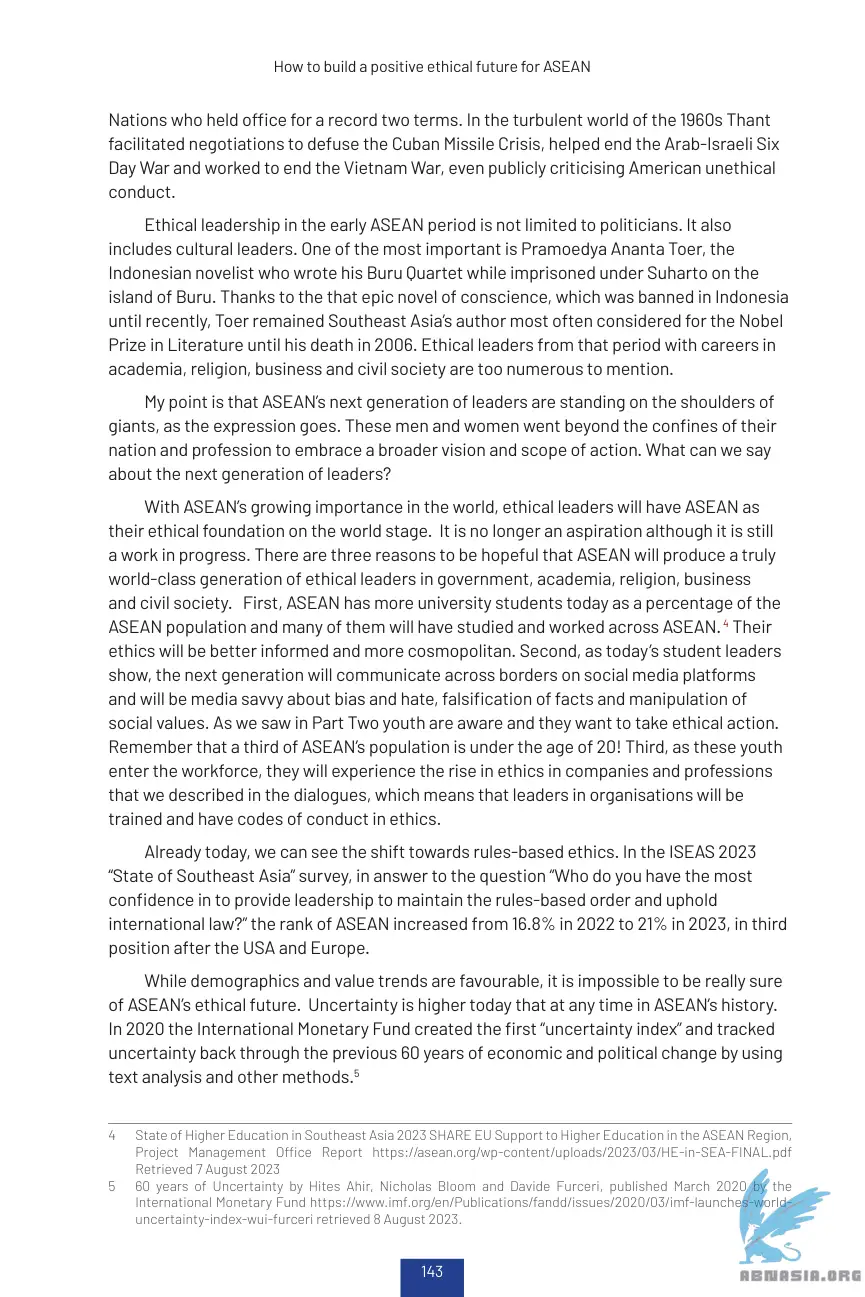 How to build a positive ethical future for ASEAN
Nations who held office for a record two terms. In the turbulent world of the 1960s Thant
facilitated negotiations to defuse the Cuban Missile Crisis, helped end the Arab-Israeli Six
Day War and worked to end the Vietnam War, even publicly criticising American unethical
conduct.
Ethical leadership in the early ASEAN period is not limited to politicians. It also
includes cultural leaders. One of the most important is Pramoedya Ananta Toer, the
Indonesian novelist who wrote his Buru Quartet while imprisoned under Suharto on the
island of Buru. Thanks to the that epic novel of conscience, which was banned in Indonesia
until recently, Toer remained Southeast Asia's author most often considered for the Nobel
Prize in Literature until his death in 2006. Ethical leaders from that period with careers in
academia, religion, business and civil society are too numerous to mention.
My point is that ASEAN's next generation of leaders are standing on the shoulders of
giants, as the expression goes. These men and women went beyond the confines of their
nation and profession to embrace a broader vision and scope of action. What can we say
about the next generation of leaders?
With ASEAN's growing importance in the world, ethical leaders will have ASEAN as
their ethical foundation on the world stage. It is no longer an aspiration although it is still
a work in progress. There are three reasons to be hopeful that ASEAN will produce a truly
world-class generation of ethical leaders in government, academia, religion, business
and civil society. First, ASEAN has more university students today as a percentage of the
ASEAN population and many of them will have studied and worked across ASEAN. 4 Their
ethics will be better informed and more cosmopolitan. Second, as today's student leaders
show, the next generation will communicate across borders on social media platforms
and will be media savvy about bias and hate, falsification of facts and manipulation of
social values. As we saw in Part Two youth are aware and they want to take ethical action.
Remember that a third of ASEAN's population is under the age of 20! Third, as these youth
enter the workforce, they will experience the rise in ethics in companies and professions
that we described in the dialogues, which means that leaders in organisations will be
trained and have codes of conduct in ethics.
Already today, we can see the shift towards rules-based ethics. In the ISEAS 2023
“State of Southeast Asia” survey, in answer to the question “Who do you have the most
confidence in to provide leadership to maintain the rules-based order and uphold
international law?” the rank of ASEAN increased from 16.8% in 2022 to 21% in 2023, in third
position after the USA and Europe.
While demographics and value trends are favourable, it is impossible to be really sure
of ASEAN's ethical future. Uncertainty is higher today that at any time in ASEAN's history.
In 2020 the International Monetary Fund created the first “uncertainty index” and tracked
uncertainty back through the previous 60 years of economic and political change by using
text analysis and other methods.5
4 State of Higher Education in Southeast Asia 2023 SHARE EU Support to Higher Education in the ASEAN Region,
Project Management Office Report https://asean.org/wp-content/uploads/2023/03/HE-in-SEA-FINAL.pdf
Retrieved 7 August 2023
5 60 years of Uncertainty by Hites Ahir, Nicholas Bloom and Davide Furceri, published March 2020 by the
International Monetary Fund https://www.imf.org/en/Publications/fandd/issues/2020/03/imf-launches-world-
uncertainty-index-wui-furceri retrieved 8 August 2023.
143
ABNASIA.ORG